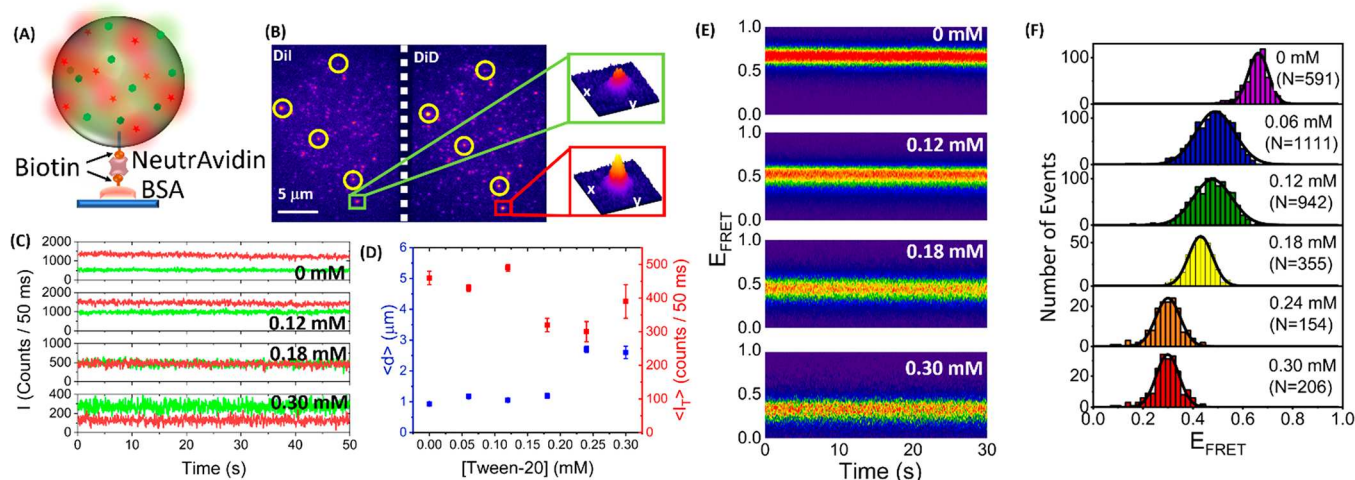 (A)
Biotin
NeutrAvidin
BSA
(B)
DiI
DiD
5 μm
x
y
x
y
(C)
I (Counts / 50 ms)
2000
1000
0
0 mM
2000
1000
0
0.12 mM
1000
500
0
0.18 mM
400
200
0
0.30 mM
0 10 20 30 40 50
Time (s)
(D)
<d> (μm)
6
5
4
3
2
1
0
500
400
300
200
100
0
<I_T> (counts / 50 ms)
0.00 0.05 0.10 0.15 0.20 0.25 0.30
[Tween-20] (mM)
(E)
E_FRET
1.0
0.5
0.0
0 mM
1.0
0.5
0.0
0.12 mM
1.0
0.5
0.0
0.18 mM
1.0
0.5
0.0
0.30 mM
0 10 20 30
Time (s)
(F)
Number of Events
100
0 mM
(N=591)
100
0.06 mM
(N=1111)
100
0.12 mM
(N=942)
50
0.18 mM
(N=355)
20
0
0.24 mM
(N=154)
20
0
0.30 mM
(N=206)
0.0 0.2 0.4 0.6 0.8 1.0
E_FRET